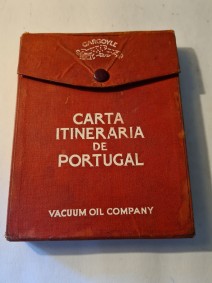 GARGOYLE
CARTA
ITINERARIA
DE
PORTUGAL
VACUUM OIL COMPANY